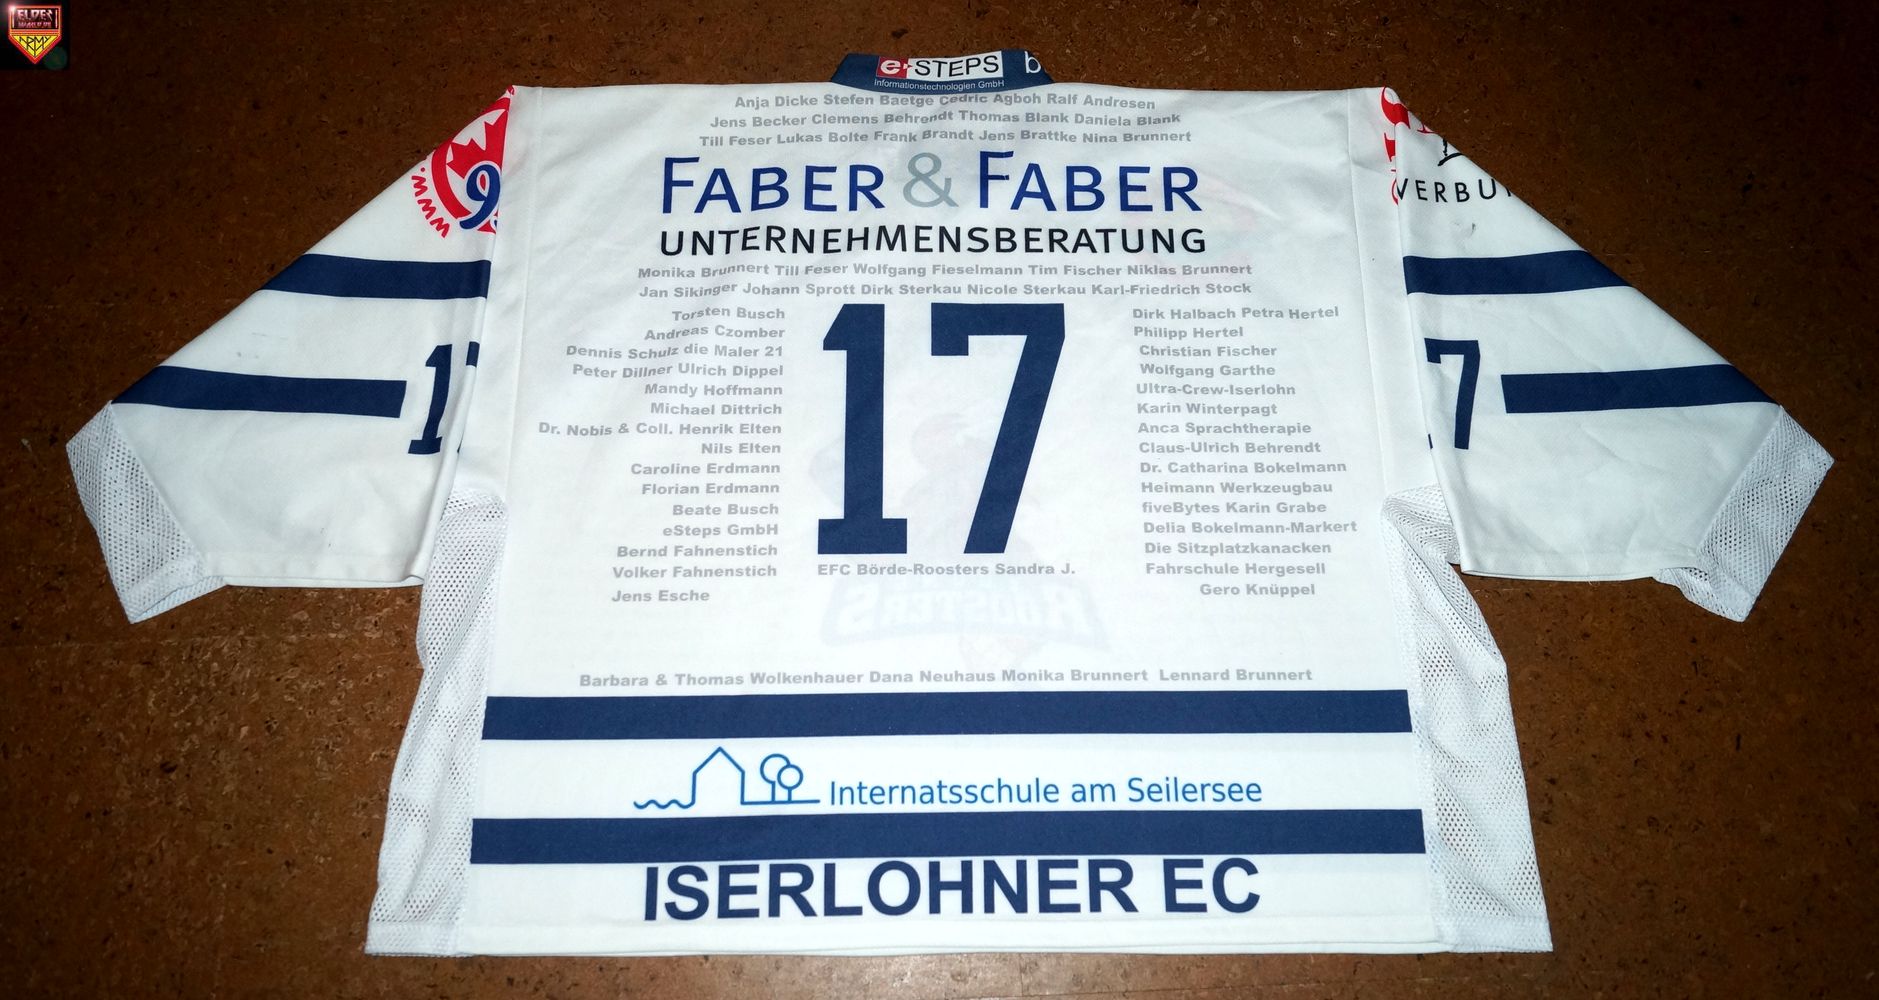 e-STEPS b
Informationstechnologien GmbH
Anja Dicke Stefen Baetge Cedric Agboh Ralf Andresen
Jens Becker Clemens Behrendt Thomas Blank Daniela Blank
Till Feser Lukas Bolte Frank Brandt Jens Brattke Nina Brunnert
FABER & FABER
UNTERNEHMENSBERATUNG
www.
VERBU
Monika Brunnert Till Feser Wolfgang Fieselmann Tim Fischer Niklas Brunnert
Jan Sikinger Johann Sprott Dirk Sterkau Nicole Sterkau Karl-Friedrich Stock
Torsten Busch
Andreas Czomber
Dennis Schulz die Maler 21
Peter Dillner Ulrich Dippel
Mandy Hoffmann
Michael Dittrich
Dr. Nobis & Coll. Henrik Elten
Nils Elten
Caroline Erdmann
Florian Erdmann
Beate Busch
eSteps GmbH
Bernd Fahnenstich
Volker Fahnenstich
Jens Esche
17
17
7
EFC Börde-Roosters Sandra J.
Dirk Halbach Petra Hertel
Philipp Hertel
Christian Fischer
Wolfgang Garthe
Ultra-Crew-Iserlohn
Karin Winterpagt
Anca Sprachtherapie
Claus-Ulrich Behrendt
Dr. Catharina Bokelmann
Heimann Werkzeugbau
fiveBytes Karin Grabe
Delia Bokelmann-Markert
Die Sitzplatzkanacken
Fahrschule Hergesell
Gero Knüppel
ROOSTERS
Barbara & Thomas Wolkenhauer Dana Neuhaus Monika Brunnert Lennard Brunnert
Internatsschule am Seilersee
ISERLOHNER EC